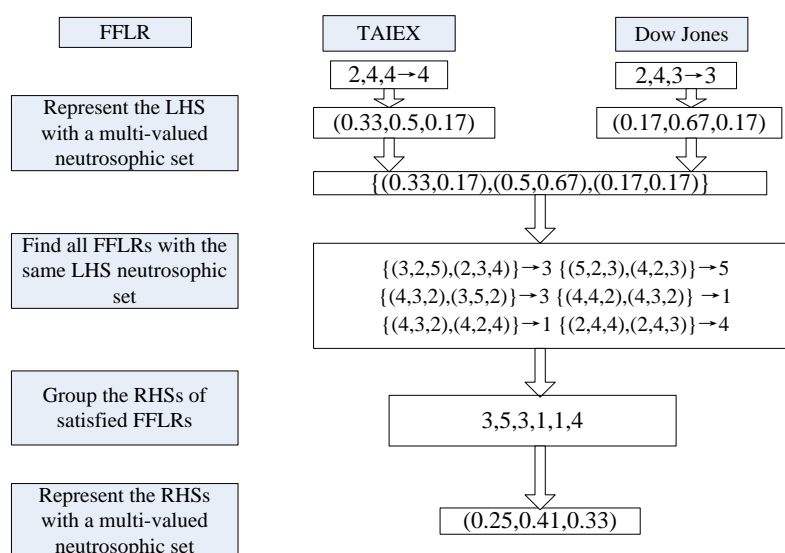 FFLR
TAIEX
Dow Jones
2,4,4→4
2,4,3→3
Represent the LHS
with a multi-valued
neutrosophic set
(0.33,0.5,0.17)
(0.17,0.67,0.17)
{(0.33,0.17),(0.5,0.67),(0.17,0.17)}
Find all FFLRs with the
same LHS neutrosophic
set
{(3,2,5),(2,3,4)}→3 {(5,2,3),(4,2,3)}→5
{(4,3,2),(3,5,2)}→3 {(4,4,2),(4,3,2)} →1
{(4,3,2),(4,2,4)}→1 {(2,4,4),(2,4,3)}→4
Group the RHSs of
satisfied FFLRs
3,5,3,1,1,4
Represent the RHSs
with a multi-valued
neutrosophic set
(0.25,0.41,0.33)